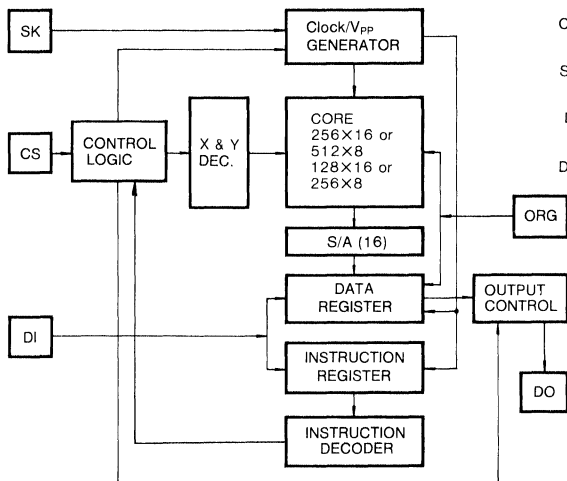 SK
Clock/VPP
GENERATOR
C
S
E
D
CS
CONTROL
LOGIC
X & Y
DEC.
CORE
256×16 or
512×8
128×16 or
256×8
ORG
S/A (16)
DATA
REGISTER
OUTPUT
CONTROL
DI
INSTRUCTION
REGISTER
DO
INSTRUCTION
DECODER